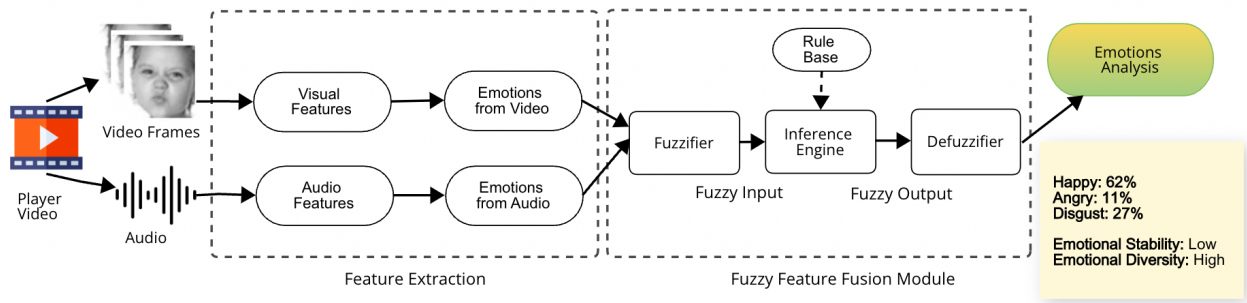 Player
Video
Video Frames
Audio
Visual
Features
Emotions
from Video
Audio
Features
Emotions
from Audio
Feature Extraction
Rule
Base
Fuzzifier
Inference
Engine
Defuzzifier
Fuzzy Input
Fuzzy Output
Fuzzy Feature Fusion Module
Emotions
Analysis
Happy: 62%
Angry: 11%
Disgust: 27%
Emotional Stability: Low
Emotional Diversity: High